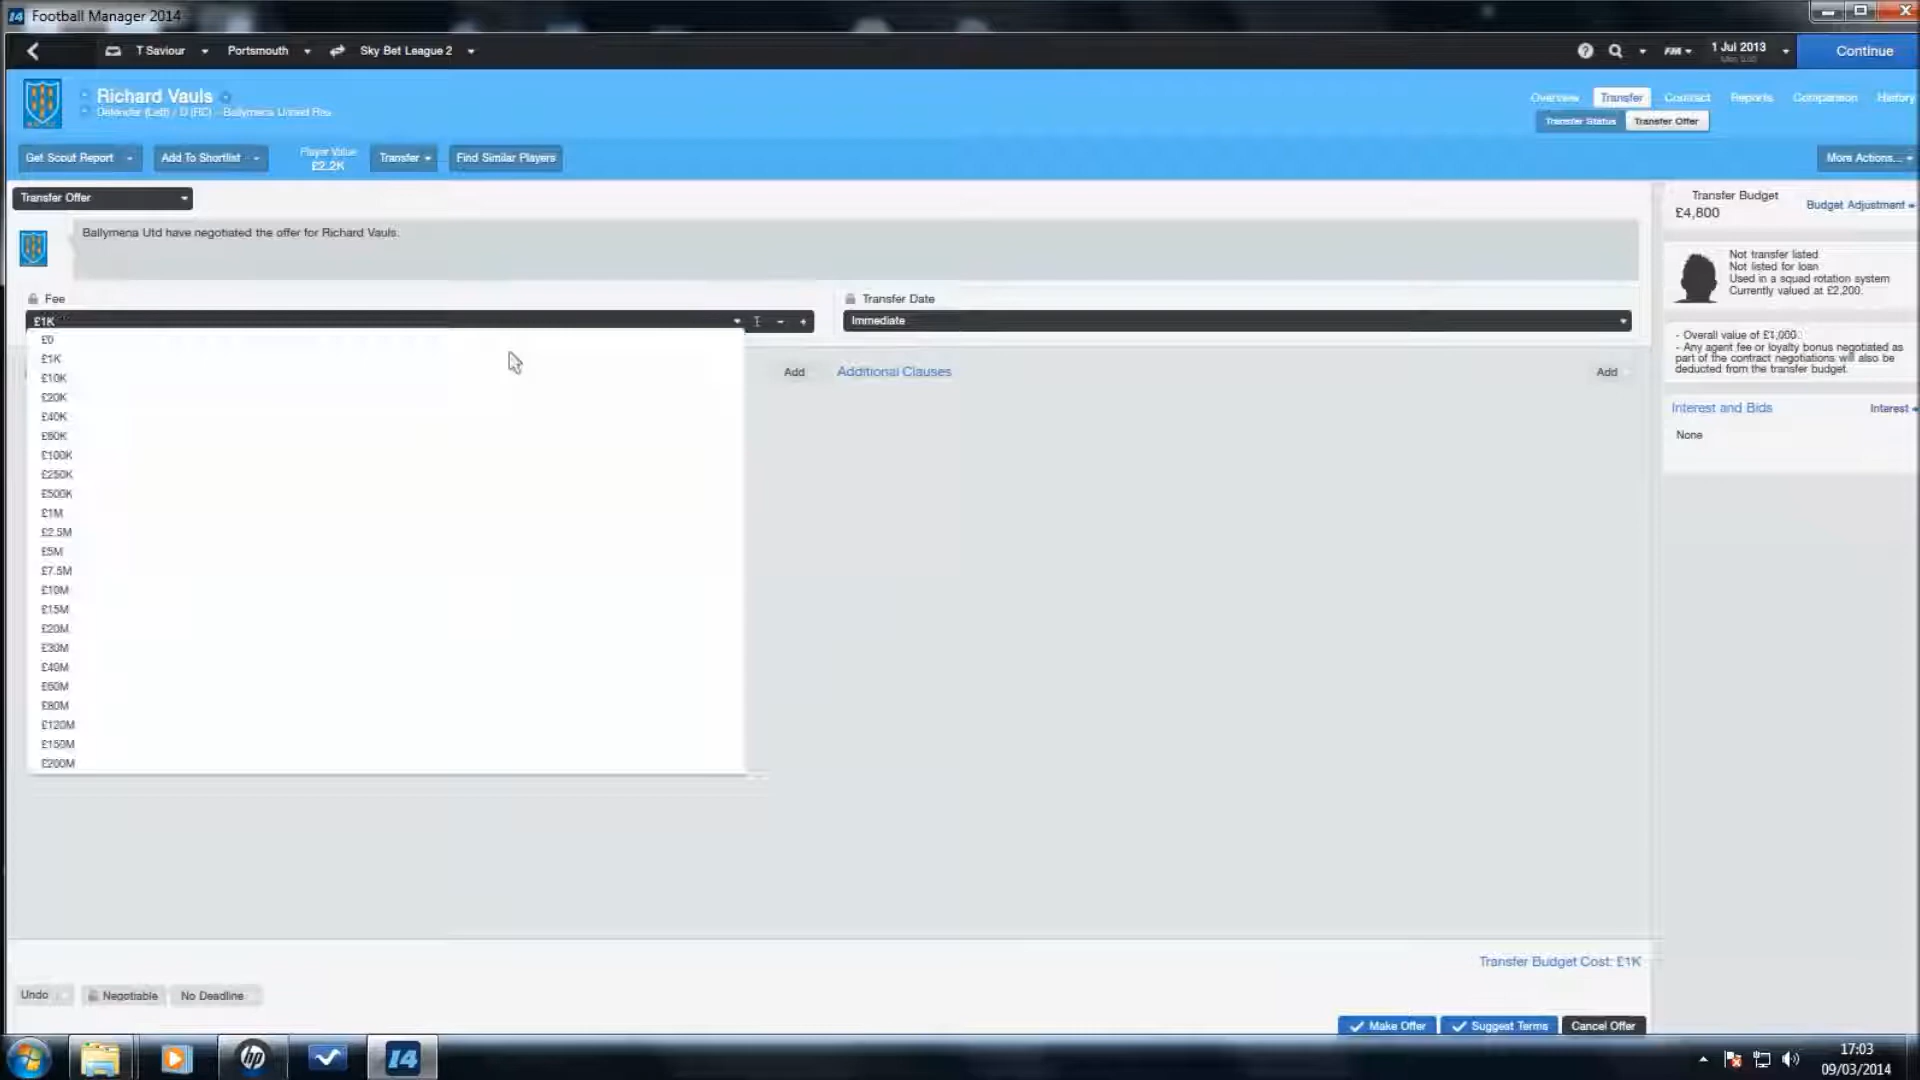 Football Manager 2014
T Saviour
Portsmouth
Sky Bet League 2
1 Jul 2013
Continue
Richard Vauls
Defender (Left) / D (RC) - Ballymena United Res
Overview
Transfer
Contract
Reports
Comparison
History
Transfer Status
Transfer Offer
Get Scout Report
Add To Shortlist
Player Value
£2.2K
Transfer
Find Similar Players
More Actions...
Transfer Offer
Transfer Budget
£4,800
Budget Adjustment
Ballymena Utd have negotiated the offer for Richard Vauls.
Not transfer listed
Not listed for loan
Used in a squad rotation system
Currently valued at £2,200.
Fee
Transfer Date
£1K
Immediate
- Overall value of £1,000.
- Any agent fee or loyalty bonus negotiated as
part of the contract negotiations will also be
deducted from the transfer budget.
£0
£1K
£10K
£20K
£40K
£60K
£100K
£250K
£500K
£1M
£2.5M
£5M
£7.5M
£10M
£15M
£20M
£30M
£40M
£60M
£80M
£120M
£150M
£200M
Add
Additional Clauses
Add
Interest and Bids
Interest
None
Transfer Budget Cost: £1K
Undo
Negotiable
No Deadline
Make Offer
Suggest Terms
Cancel Offer
hp
14
17:03
09/03/2014